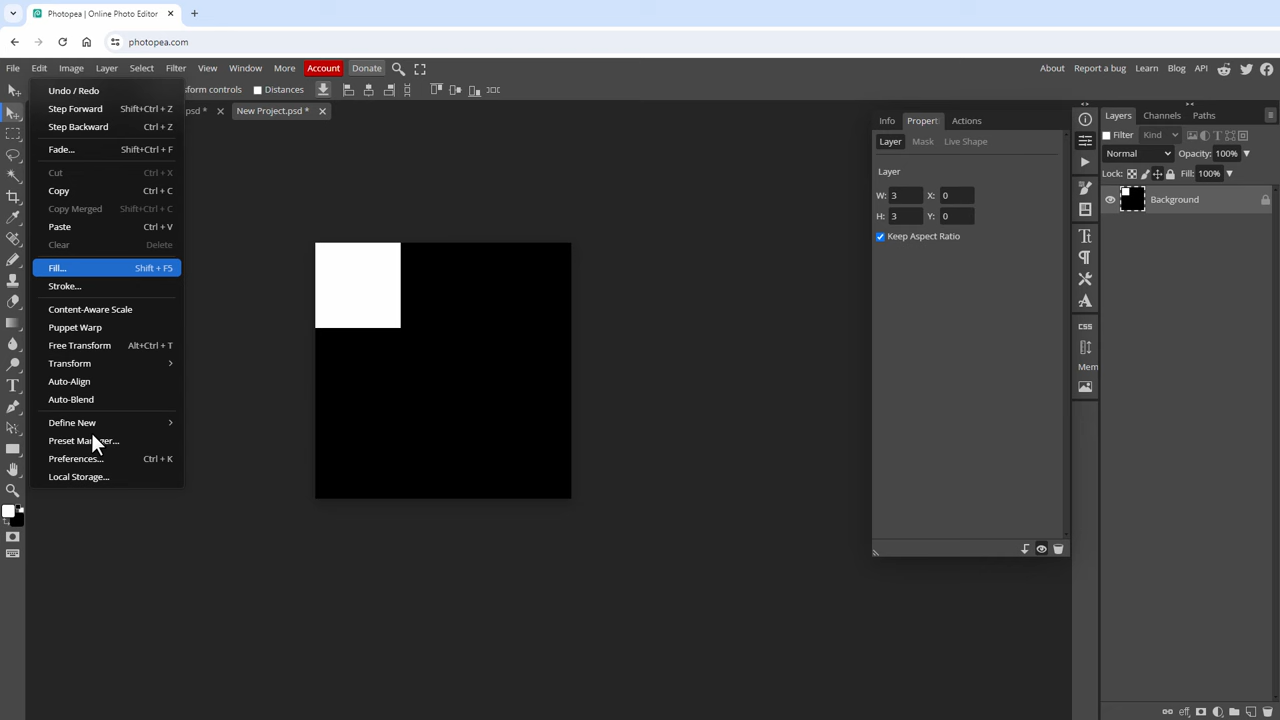 Photopea | Online Photo Editor
photopea.com
File Edit Image Layer Select Filter View Window More Account Donate
About Report a bug Learn Blog API
sform controls Distances
psd * New Project.psd *
Undo / Redo
Step Forward Shift+Ctrl + Z
Step Backward Ctrl + Z
Fade... Shift+Ctrl + F
Cut Ctrl + X
Copy Ctrl + C
Copy Merged Shift+Ctrl + C
Paste Ctrl + V
Clear Delete
Fill... Shift + F5
Stroke...
Content-Aware Scale
Puppet Warp
Free Transform Alt+Ctrl + T
Transform
Auto-Align
Auto-Blend
Define New
Preset Manager...
Preferences... Ctrl + K
Local Storage...
Info Propert Actions
Layer Mask Live Shape
Layer
W: 3 X: 0
H: 3 Y: 0
Keep Aspect Ratio
css
Mem
Layers Channels Paths
Filter Kind
Normal Opacity: 100%
Lock: Fill: 100%
Background
eff